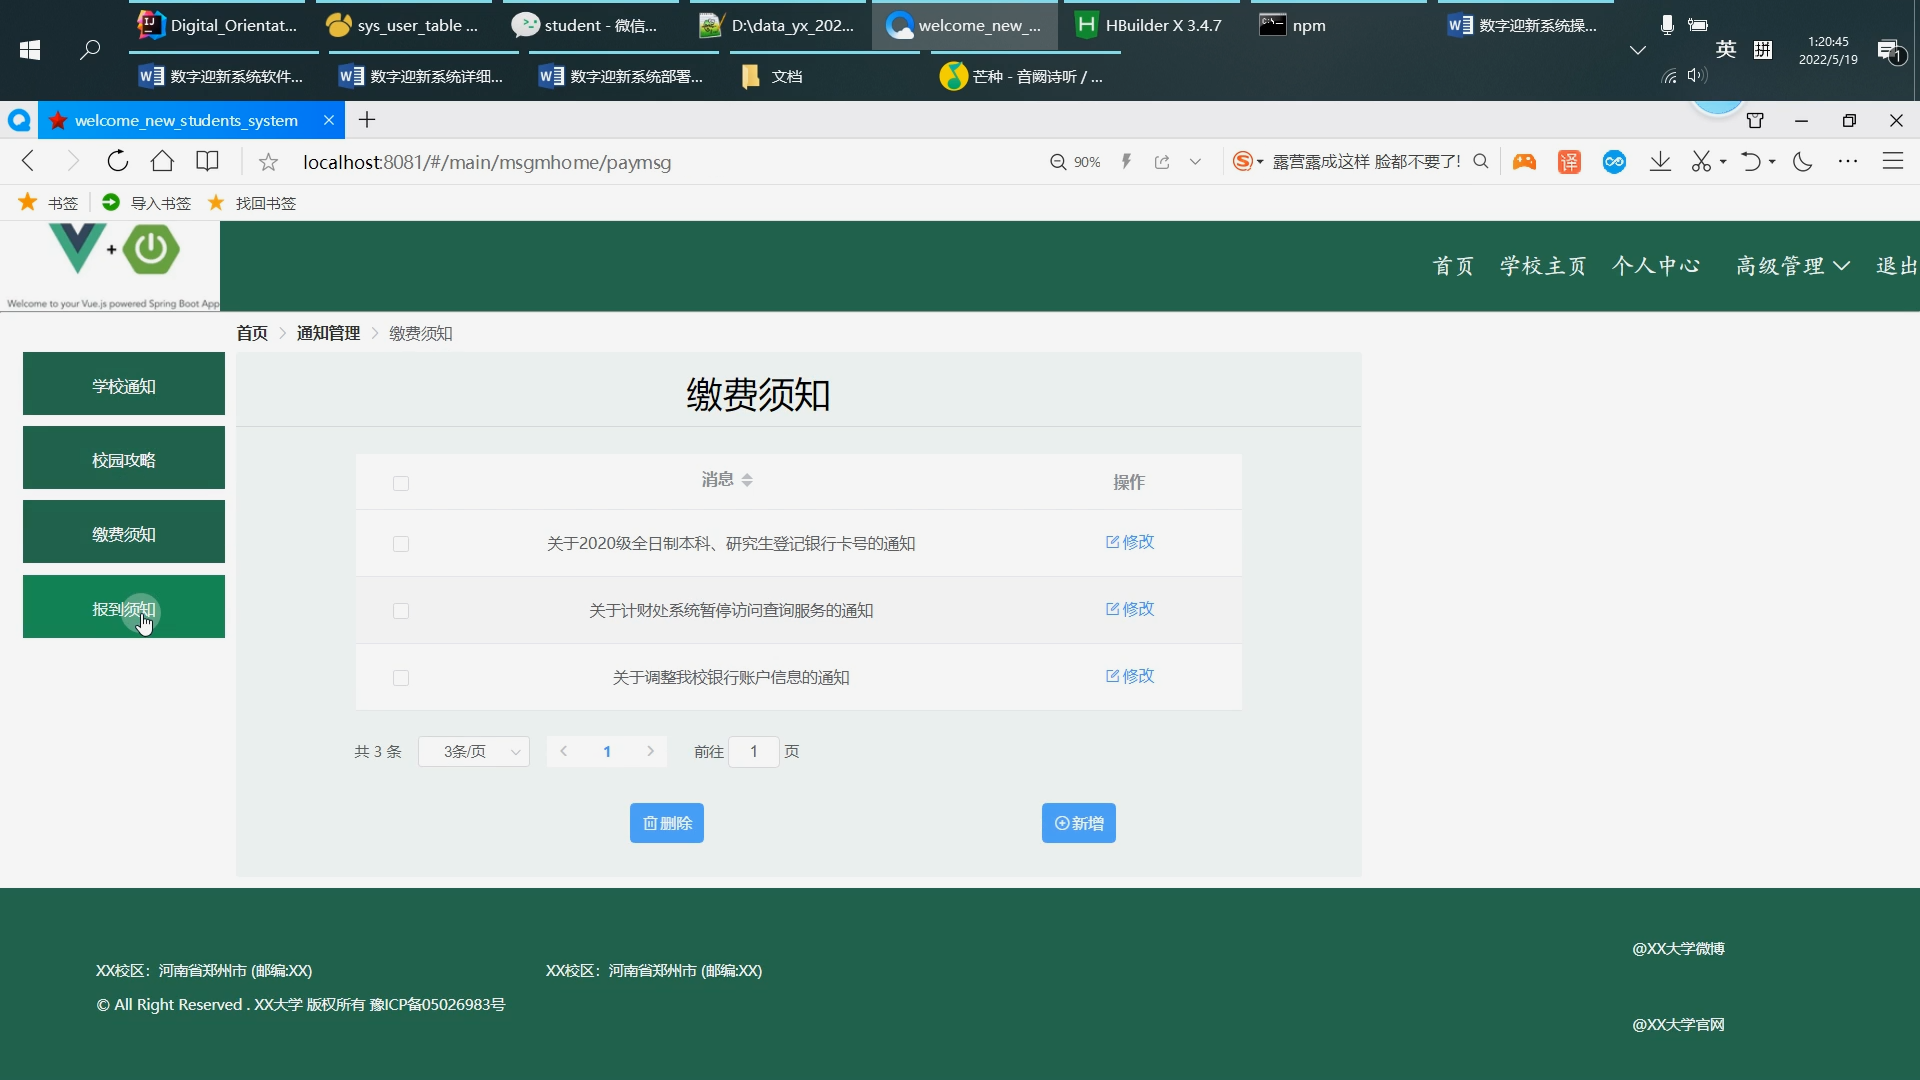 Digital_Orientat...
sys_user_table ...
student - 微信...
D:\data_yx_202...
welcome_new_...
HBuilder X 3.4.7
npm
数字迎新系统操...
数字迎新系统软件...
数字迎新系统详细...
数字迎新系统部署...
文档
芒种 - 音阙诗听 / ...
英
拼
1:20:45
2022/5/19
1
welcome_new_students_system
localhost:8081/#/main/msgmhome/paymsg
90%
露营露成这样 脸都不要了!
译
书签
导入书签
找回书签
Welcome to your Vue.js powered Spring Boot App
首页
学校主页
个人中心
高级管理
退出
首页 > 通知管理 > 缴费须知
学校通知
校园攻略
缴费须知
报到须知
缴费须知
消息
操作
关于2020级全日制本科、研究生登记银行卡号的通知
修改
关于计财处系统暂停访问查询服务的通知
修改
关于调整我校银行账户信息的通知
修改
共 3 条
3条/页
1
前往 1 页
删除
新增
@XX大学微博
XX校区：河南省郑州市 (邮编:XX)
XX校区：河南省郑州市 (邮编:XX)
© All Right Reserved . XX大学 版权所有 豫ICP备05026983号
@XX大学官网